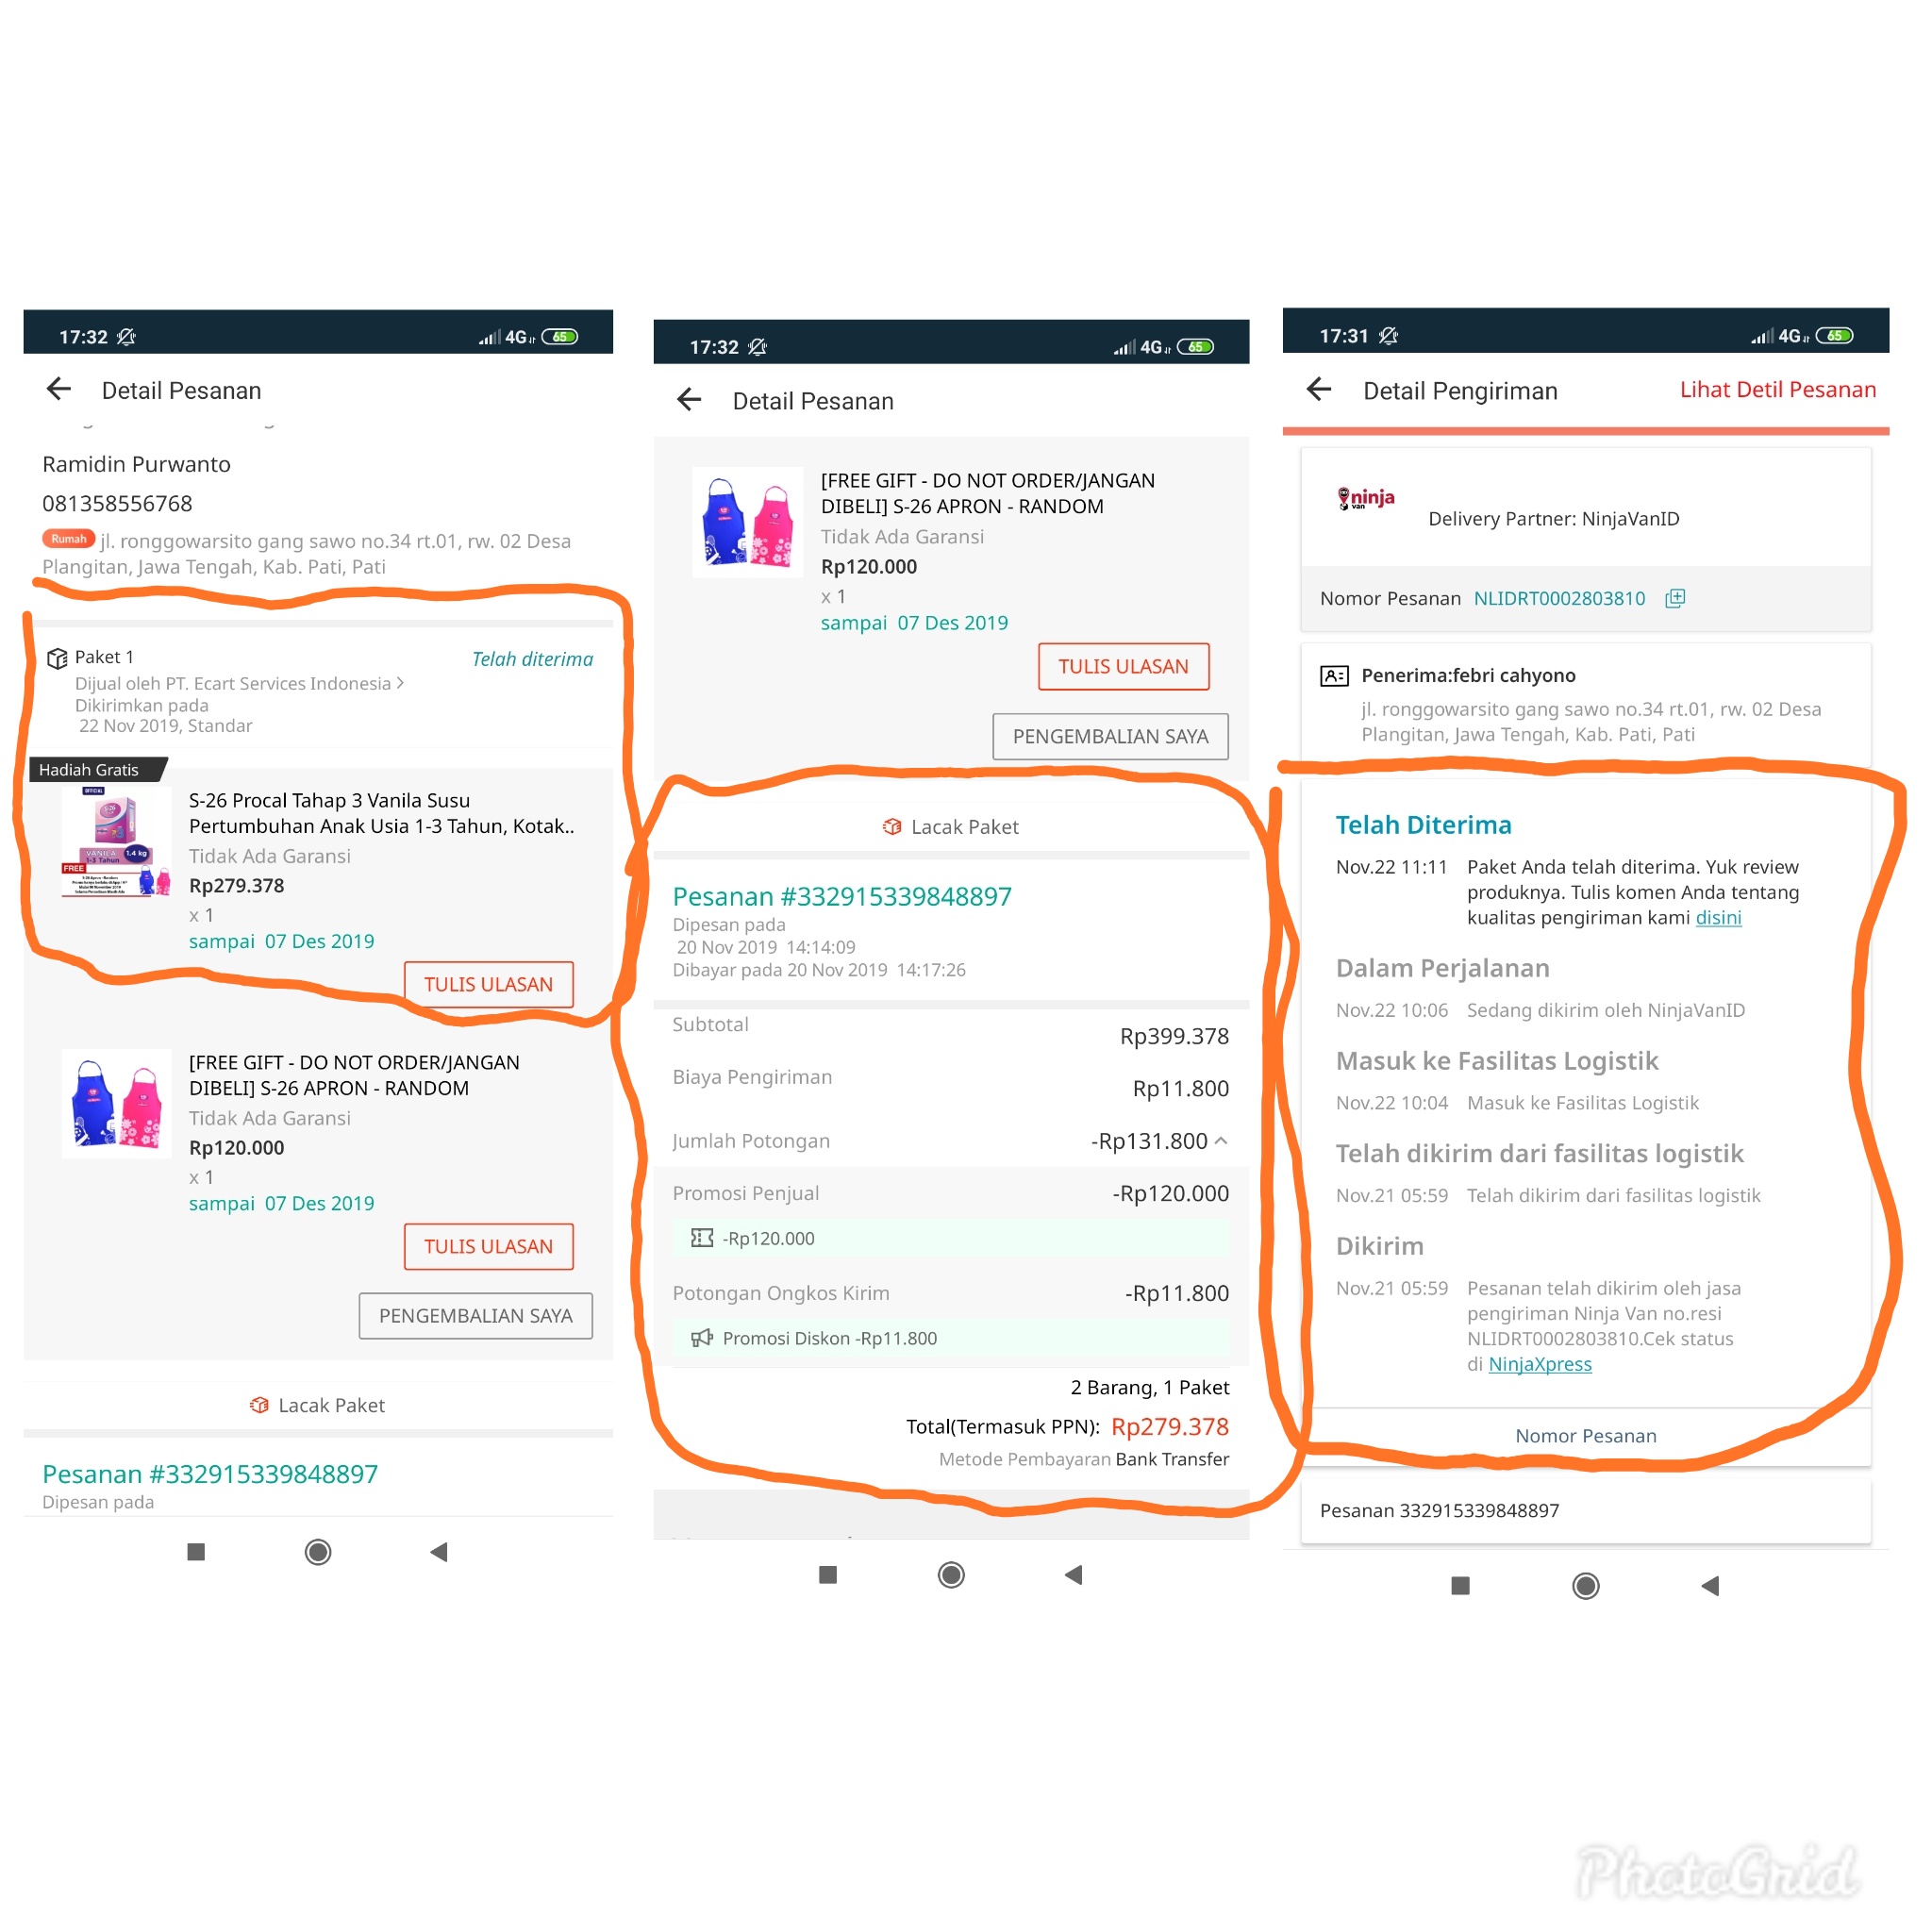 17:32
4G
65
Detail Pesanan
Ramidin Purwanto
081358556768
Rumah jl. ronggowarsito gang sawo no.34 rt.01, rw. 02 Desa
Plangitan, Jawa Tengah, Kab. Pati, Pati
Paket 1
Telah diterima
Dijual oleh PT. Ecart Services Indonesia
Dikirimkan pada
22 Nov 2019, Standar
Hadiah Gratis
OFFICIAL
S-26
VANILA 1.4 kg
1-3 Tahun
FREE
S-26 Procal Tahap 3 Vanila Susu
Pertumbuhan Anak Usia 1-3 Tahun, Kotak..
Tidak Ada Garansi
Rp279.378
x 1
sampai 07 Des 2019
TULIS ULASAN
[FREE GIFT - DO NOT ORDER/JANGAN
DIBELI] S-26 APRON - RANDOM
Tidak Ada Garansi
Rp120.000
x 1
sampai 07 Des 2019
TULIS ULASAN
PENGEMBALIAN SAYA
Lacak Paket
Pesanan #332915339848897
Dipesan pada
17:32
4G
65
Detail Pesanan
[FREE GIFT - DO NOT ORDER/JANGAN
DIBELI] S-26 APRON - RANDOM
Tidak Ada Garansi
Rp120.000
x 1
sampai 07 Des 2019
TULIS ULASAN
PENGEMBALIAN SAYA
Lacak Paket
Pesanan #332915339848897
Dipesan pada
20 Nov 2019 14:14:09
Dibayar pada 20 Nov 2019 14:17:26
Subtotal
Rp399.378
Biaya Pengiriman
Rp11.800
Jumlah Potongan
-Rp131.800
Promosi Penjual
-Rp120.000
-Rp120.000
Potongan Ongkos Kirim
-Rp11.800
Promosi Diskon -Rp11.800
2 Barang, 1 Paket
Total(Termasuk PPN): Rp279.378
Metode Pembayaran Bank Transfer
17:31
4G
65
Detail Pengiriman
Lihat Detil Pesanan
ninja
van
Delivery Partner: NinjaVanID
Nomor Pesanan NLIDRT0002803810
Penerima:febri cahyono
jl. ronggowarsito gang sawo no.34 rt.01, rw. 02 Desa
Plangitan, Jawa Tengah, Kab. Pati, Pati
Telah Diterima
Nov.22 11:11 Paket Anda telah diterima. Yuk review
produknya. Tulis komen Anda tentang
kualitas pengiriman kami disini
Dalam Perjalanan
Nov.22 10:06 Sedang dikirim oleh NinjaVanID
Masuk ke Fasilitas Logistik
Nov.22 10:04 Masuk ke Fasilitas Logistik
Telah dikirim dari fasilitas logistik
Nov.21 05:59 Telah dikirim dari fasilitas logistik
Dikirim
Nov.21 05:59 Pesanan telah dikirim oleh jasa
pengiriman Ninja Van no.resi
NLIDRT0002803810.Cek status
di NinjaXpress
Nomor Pesanan
Pesanan 332915339848897
PhotoGrid